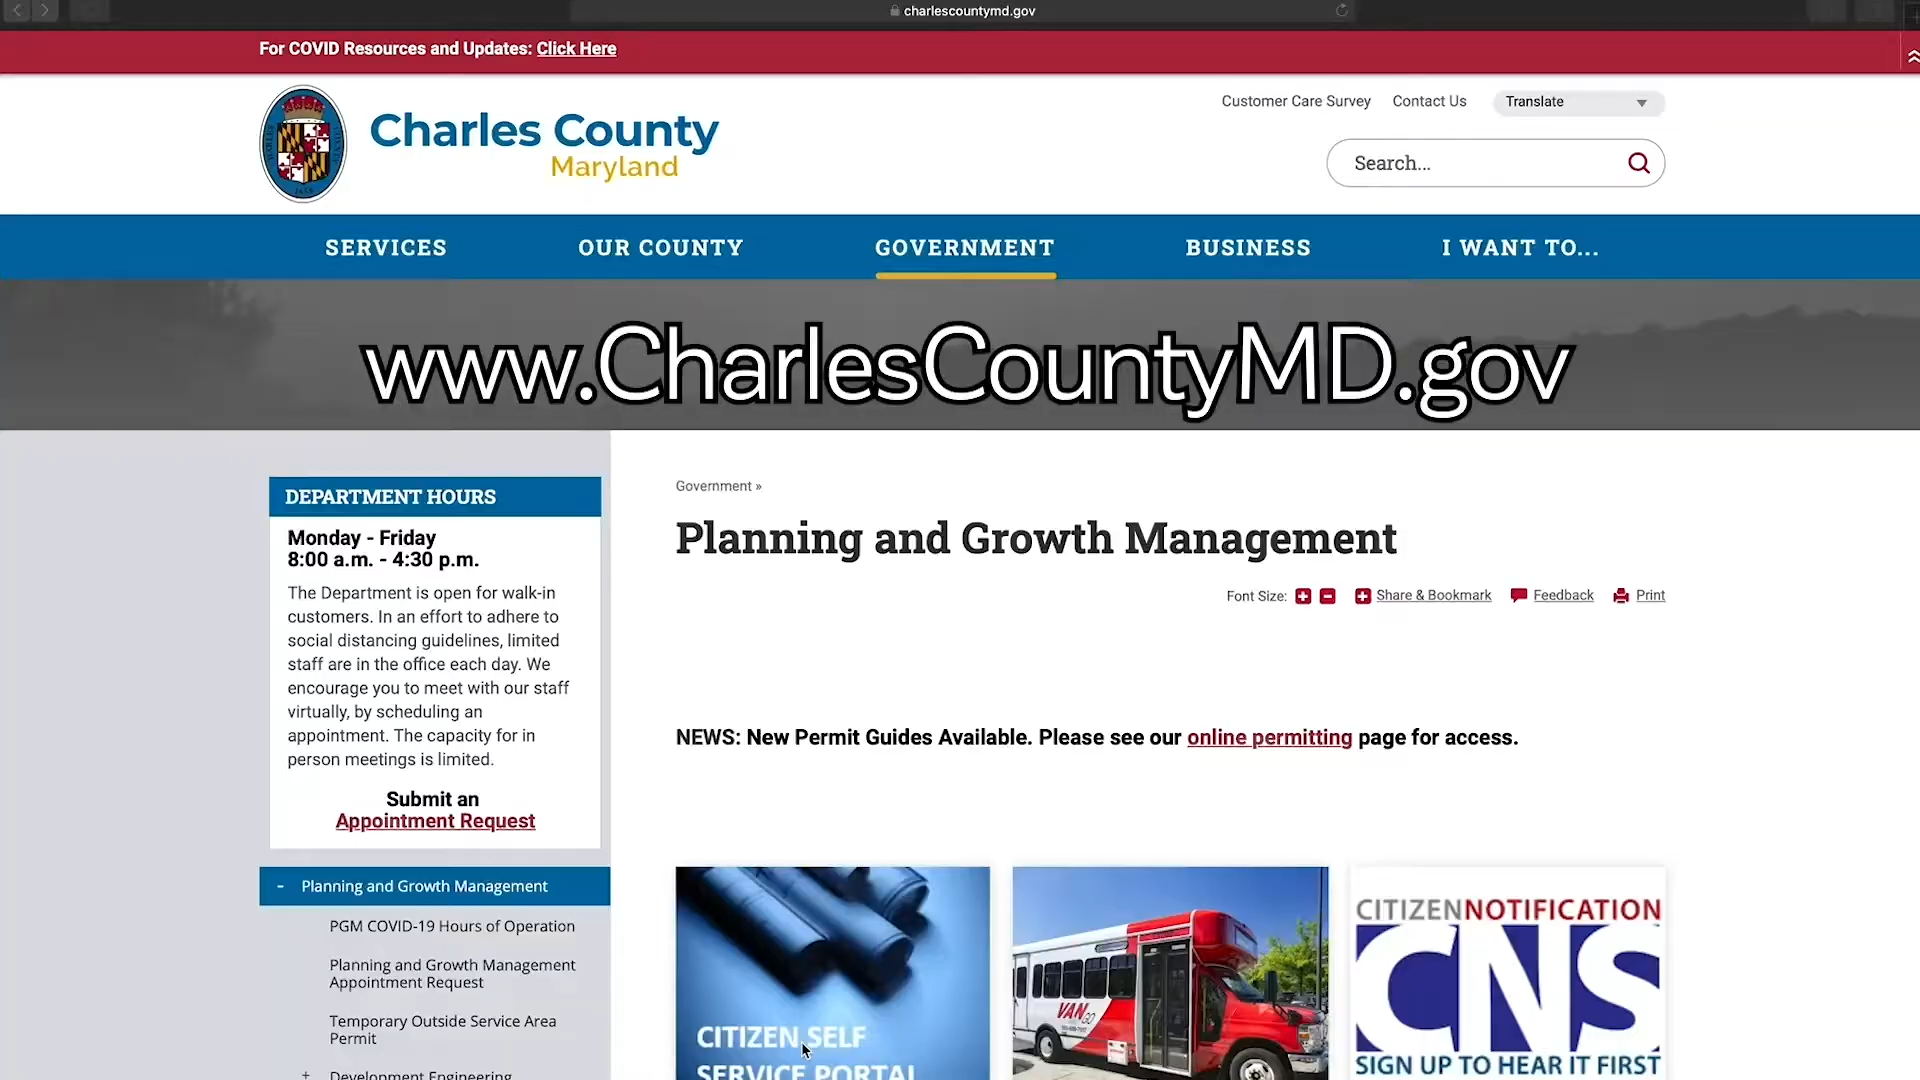 charlescountymd.gov
For COVID Resources and Updates: Click Here
Charles County
Maryland
Customer Care Survey
Contact Us
Translate
Search...
SERVICES
OUR COUNTY
GOVERNMENT
BUSINESS
I WANT TO...
www.CharlesCountyMD.gov
DEPARTMENT HOURS
Monday - Friday
8:00 a.m. - 4:30 p.m.
The Department is open for walk-in
customers. In an effort to adhere to
social distancing guidelines, limited
staff are in the office each day. We
encourage you to meet with our staff
virtually, by scheduling an
appointment. The capacity for in
person meetings is limited.
Submit an
Appointment Request
- Planning and Growth Management
PGM COVID-19 Hours of Operation
Planning and Growth Management
Appointment Request
Temporary Outside Service Area
Permit
+ Development Engineering
Government »
Planning and Growth Management
Font Size: + - + Share & Bookmark Feedback Print
NEWS: New Permit Guides Available. Please see our online permitting page for access.
CITIZEN SELF
SERVICE PORTAL
VANGO
CITIZENNOTIFICATION
CNS
SIGN UP TO HEAR IT FIRST